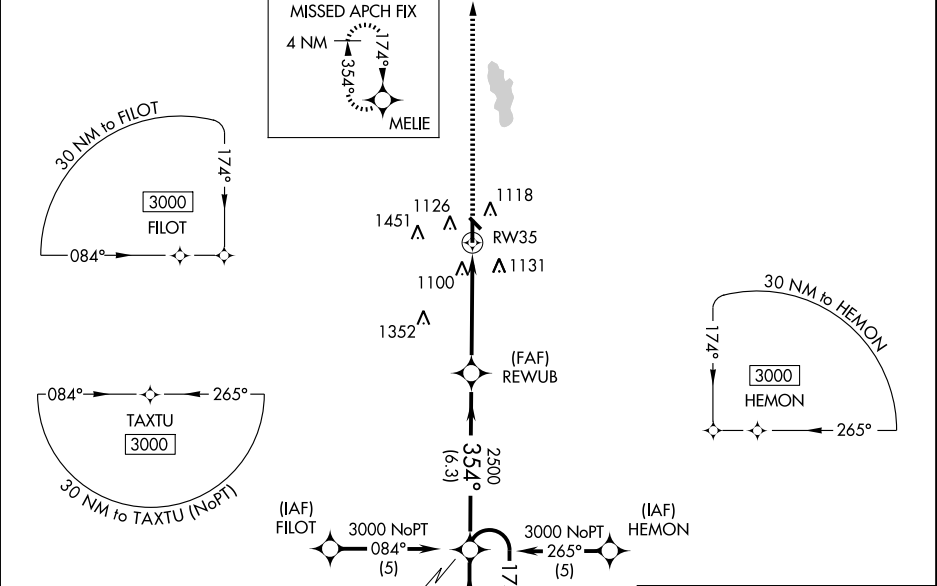 MISSED APCH FIX
4 NM
174°
354°
MELIE
30 NM to FILOT
174°
3000
FILOT
084°
1451
1126
1118
RW35
1100
1131
1352
(FAF)
REWUB
30 NM to HEMON
174°
3000
HEMON
265°
084°
265°
TAXTU
3000
30 NM to TAXTU (NoPT)
2500
354°
(6.3)
(IAF)
FILOT
3000 NoPT
084°
(5)
3000 NoPT
265°
(5)
(IAF)
HEMON
17